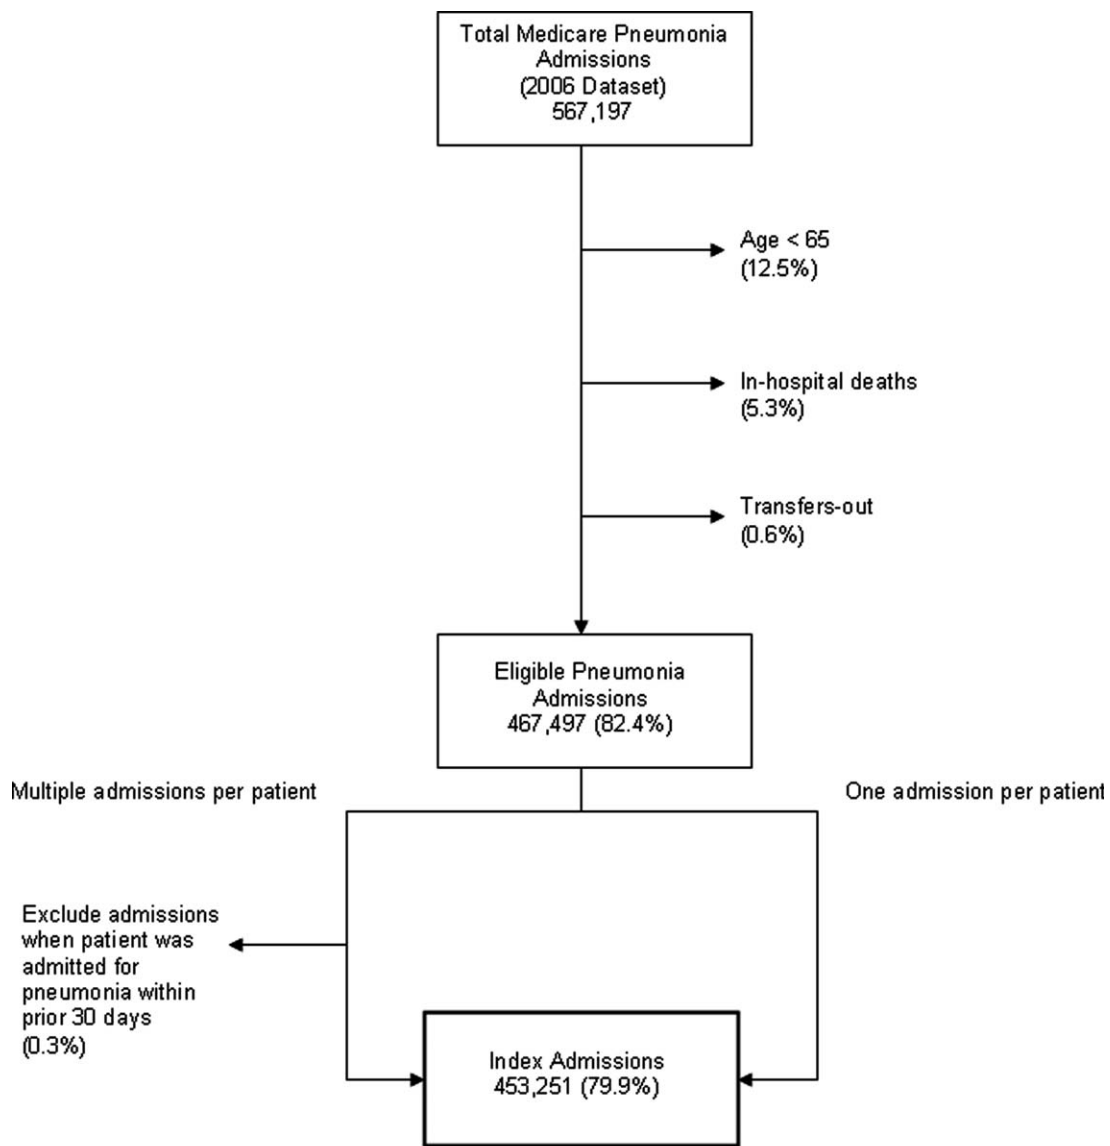 Total Medicare Pneumonia
Admissions
(2006 Dataset)
567,197
Age < 65
(12.5%)
In-hospital deaths
(5.3%)
Transfers-out
(0.6%)
Eligible Pneumonia
Admissions
467,497 (82.4%)
Multiple admissions per patient
One admission per patient
Exclude admissions
when patient was
admitted for
pneumonia within
prior 30 days
(0.3%)
Index Admissions
453,251 (79.9%)